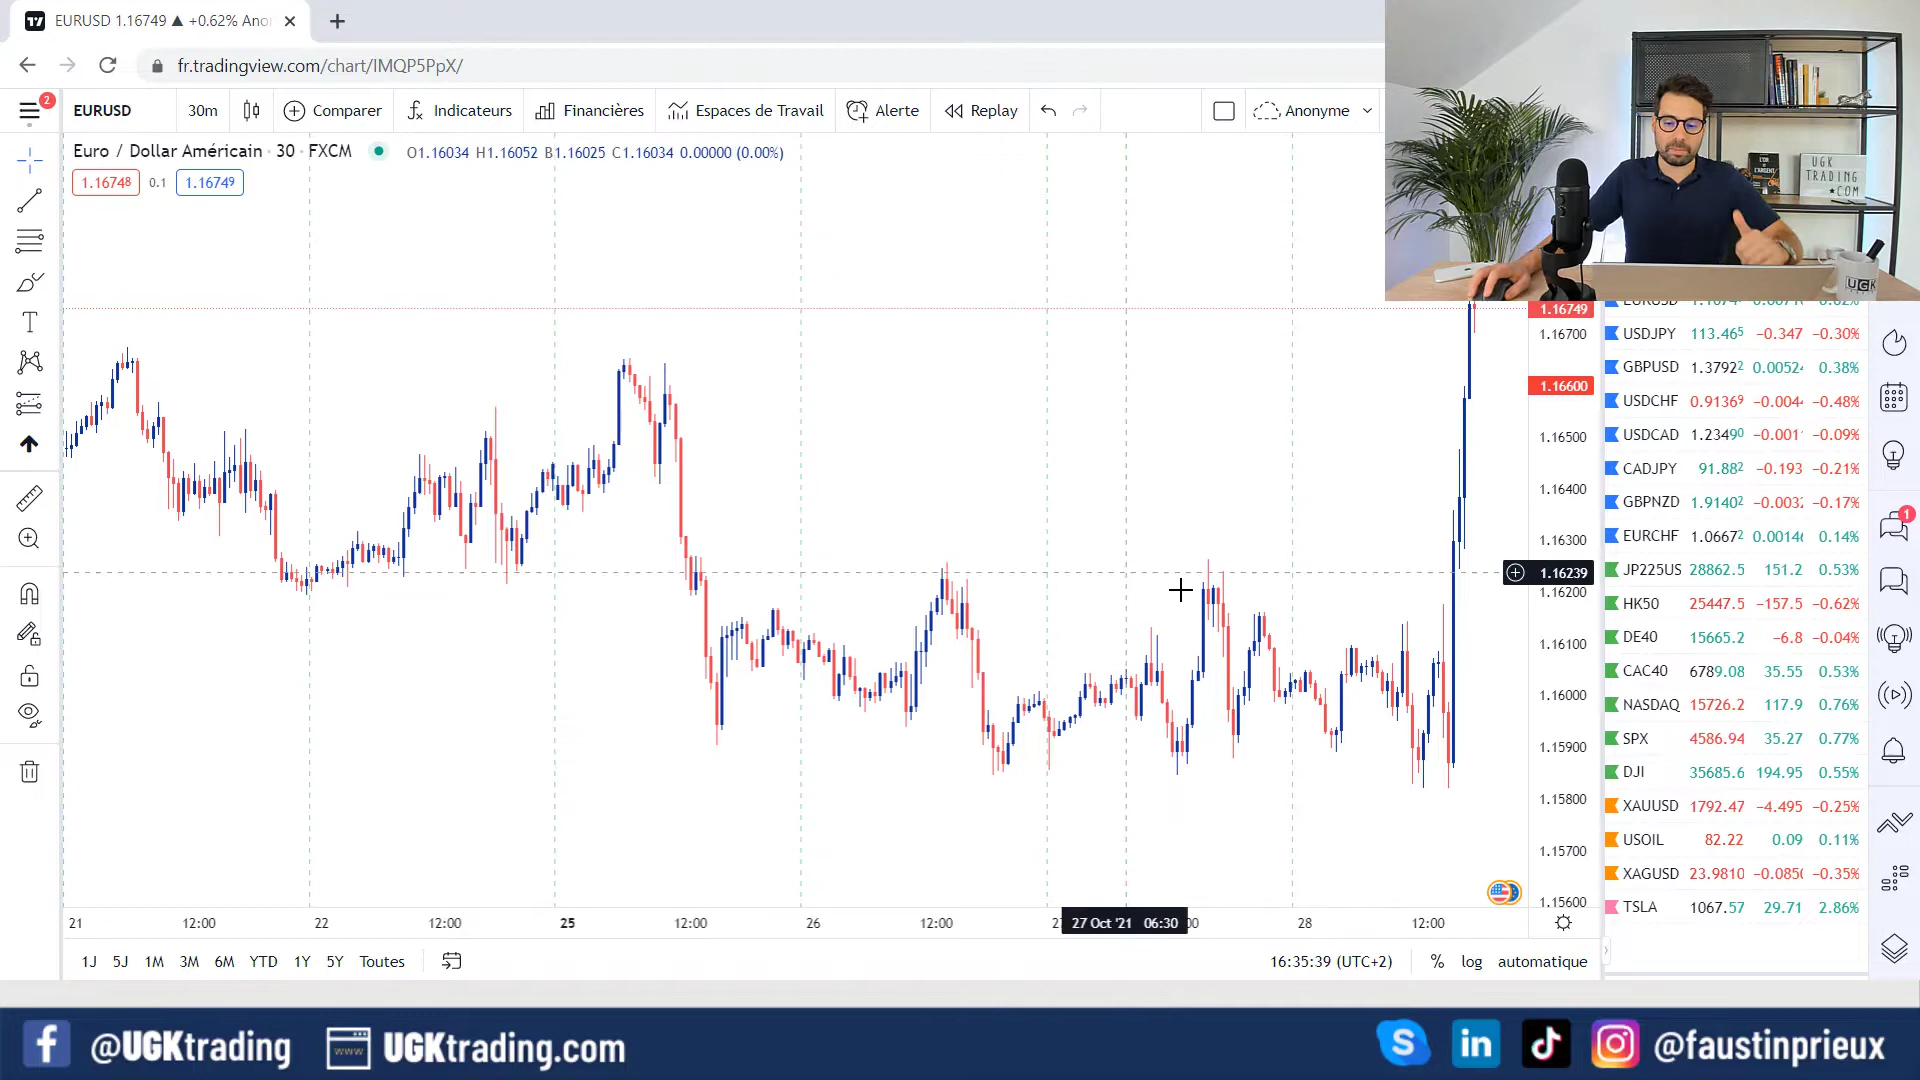 EURUSD 1.16749 ▲ +0.62% Ano
fr.tradingview.com/chart/IMQP5PpX/
2
EURUSD 30m Comparer Indicateurs Financières Espaces de Travail Alerte Replay Anonyme
Euro / Dollar Américain · 30 · FXCM O1.16034 H1.16052 B1.16025 C1.16034 0.00000 (0.00%)
1.16748 0.1 1.16749
UGK
TRADING
★COM
L'OR
L'ARGENT
UGK
1.16749
1.16700
1.16600
1.16500
1.16400
1.16300
1.16239
1.16200
1.16100
1.16000
1.15900
1.15800
1.15700
1.15600
USDJPY 113.465 −0.347 −0.30%
GBPUSD 1.37922 0.00524 0.38%
USDCHF 0.91369 −0.004 −0.48%
USDCAD 1.23490 −0.001 −0.09%
CADJPY 91.882 −0.193 −0.21%
GBPNZD 1.91402 −0.0032 −0.17%
EURCHF 1.06672 0.00146 0.14%
JP225US 28862.5 151.2 0.53%
HK50 25447.5 −157.5 −0.62%
DE40 15665.2 −6.8 −0.04%
CAC40 6789.08 35.55 0.53%
NASDAQ 15726.2 117.9 0.76%
SPX 4586.94 35.27 0.77%
DJI 35685.6 194.95 0.55%
XAUUSD 1792.47 −4.495 −0.25%
USOIL 82.22 0.09 0.11%
XAGUSD 23.9810 −0.085 −0.35%
TSLA 1067.57 29.71 2.86%
1
21 12:00 22 12:00 25 12:00 26 12:00 27 Oct '21 06:30 28 12:00
1J 5J 1M 3M 6M YTD 1Y 5Y Toutes 16:35:39 (UTC+2) % log automatique
@UGKtrading www UGKtrading.com @faustinprieux